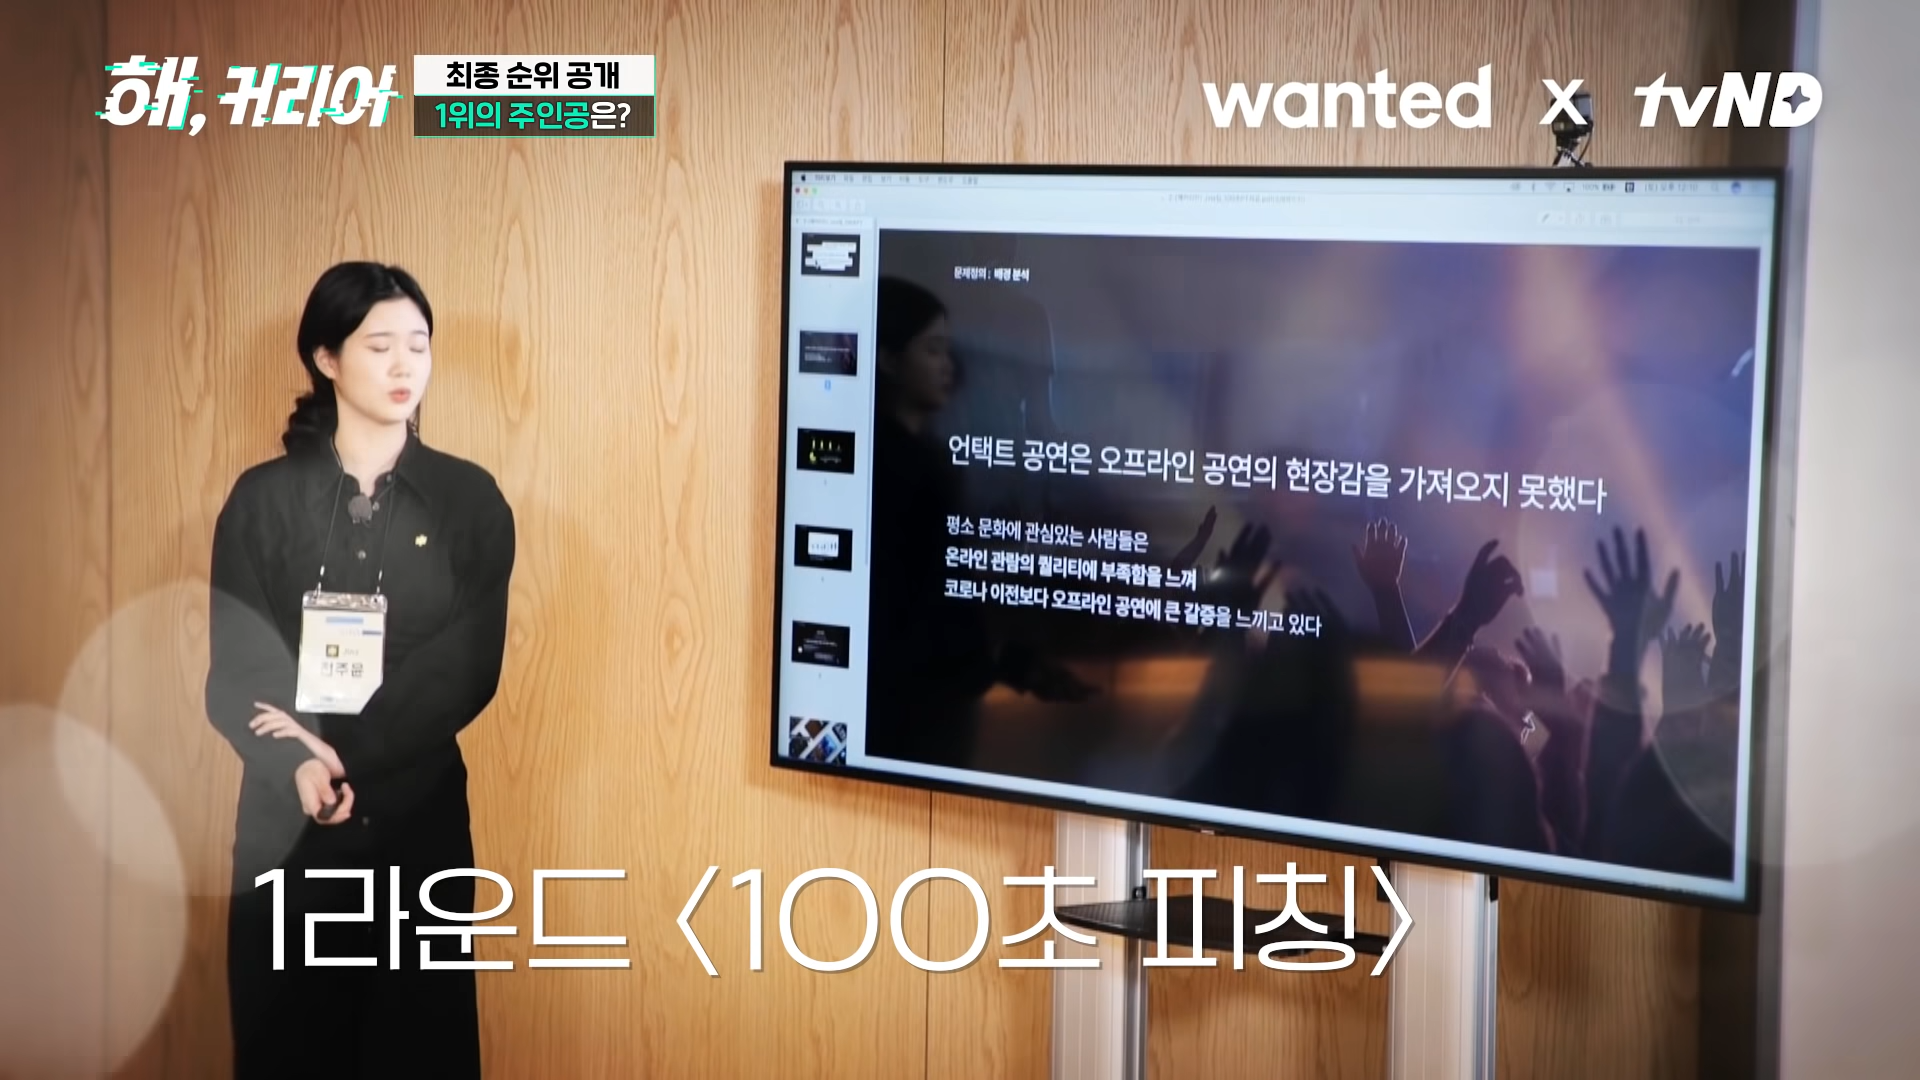 해, 커리어
최종 순위 공개
1위의 주인공은?
wanted x tvND
문제정의 : 배경 분석
언택트 공연은 오프라인 공연의 현장감을 가져오지 못했다
평소 문화에 관심있는 사람들은
온라인 관람의 퀄리티에 부족함을 느껴
코로나 이전보다 오프라인 공연에 큰 갈증을 느끼고 있다
1라운드 <100초 피칭>